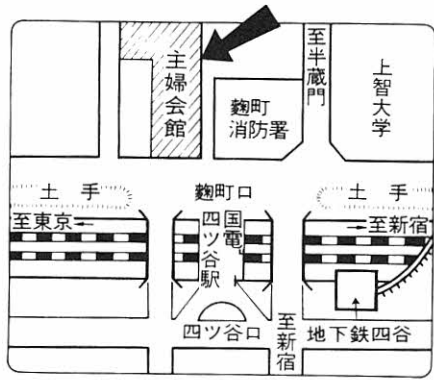 主婦会館
麴町
消防署
至半蔵門
上智大学
土手
麴町口
土手
至東京←
国電
四ツ谷駅
→至新宿
四ツ谷口
至新宿
地下鉄四谷